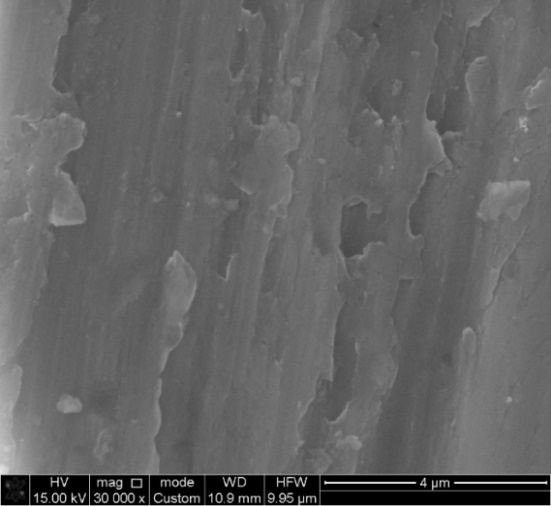 HV mag □ mode WD HFW 4 µm
15.00 kV 30 000 x Custom 10.9 mm 9.95 µm